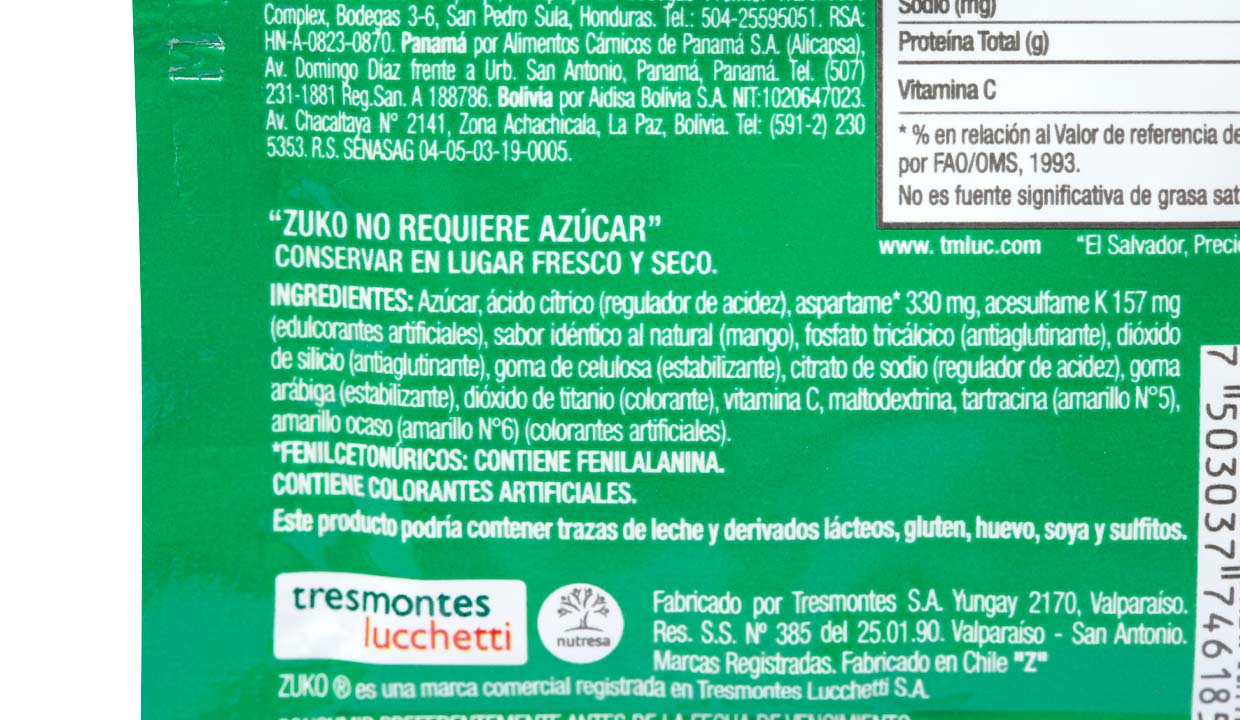 Complex, Bodegas 3-6, San Pedro Sula, Honduras. Tel.: 504-25595051. RSA:
HN-A-0823-0870. Panamá por Alimentos Cárnicos de Panamá S.A. (Alicapsa),
Av. Domingo Díaz frente a Urb. San Antonio, Panamá, Panamá. Tel. (507)
231-1881 Reg.San. A 188786. Bolivia por Aidisa Bolivia S.A. NIT:1020647023.
Av. Chacaltaya N° 2141, Zona Achachicala, La Paz, Bolivia. Tel: (591-2) 230
5353. R.S. SENASAG 04-05-03-19-0005.
Sodio (mg)
Proteína Total (g)
Vitamina C
* % en relación al Valor de referencia de
por FAO/OMS, 1993.
No es fuente significativa de grasa sat
www. tmluc.com *El Salvador, Preci
“ZUKO NO REQUIERE AZÚCAR”
CONSERVAR EN LUGAR FRESCO Y SECO.
INGREDIENTES: Azúcar, ácido cítrico (regulador de acidez), aspartame* 330 mg, acesulfame K 157 mg
(edulcorantes artificiales), sabor idéntico al natural (mango), fosfato tricálcico (antiaglutinante), dióxido
de silicio (antiaglutinante), goma de celulosa (estabilizante), citrato de sodio (regulador de acidez), goma
arábiga (estabilizante), dióxido de titanio (colorante), vitamina C, maltodextrina, tartracina (amarillo N°5),
amarillo ocaso (amarillo N°6) (colorantes artificiales).
*FENILCETONÚRICOS: CONTIENE FENILALANINA.
CONTIENE COLORANTES ARTIFICIALES.
Este producto podría contener trazas de leche y derivados lácteos, gluten, huevo, soya y sulfitos.
tresmontes
lucchetti
nutresa
Fabricado por Tresmontes S.A. Yungay 2170, Valparaíso.
Res. S.S. Nº 385 del 25.01.90. Valparaíso - San Antonio.
Marcas Registradas. Fabricado en Chile "Z"
ZUKO ® es una marca comercial registrada en Tresmontes Lucchetti S.A.
CONSUMIR PREFERENTEMENTE ANTES DE LA FECHA DE VENCIMIENTO
7 503037 74618